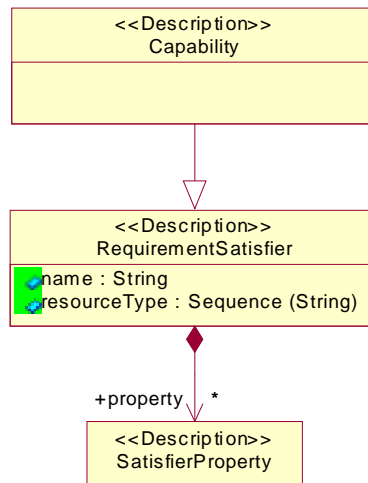 <<Description>>
Capability
<<Description>>
RequirementSatisfier
name : String
resourceType : Sequence (String)
+property *
<<Description>>
SatisfierProperty